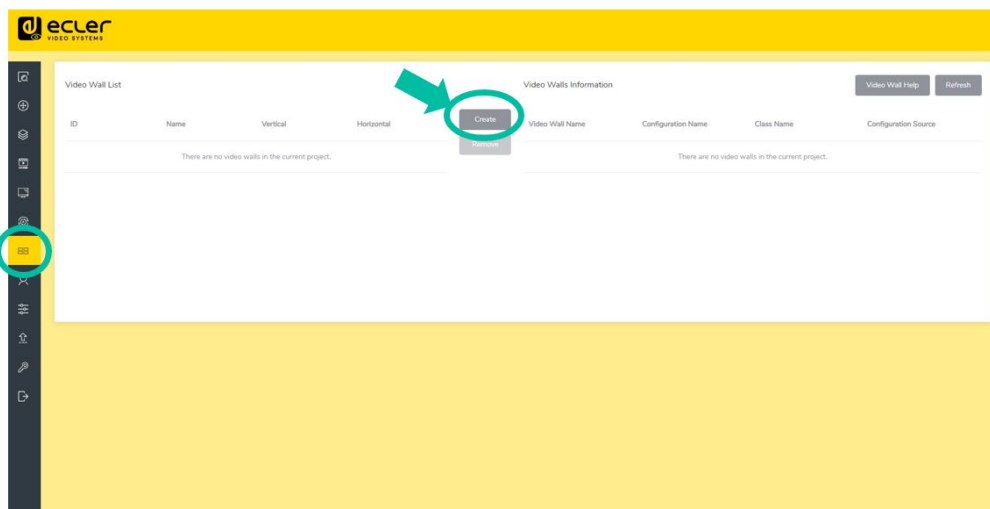 ecler
VIDEO SYSTEMS
Video Wall List
Video Walls Information
Video Wall Help
Refresh
ID
Name
Vertical
Horizontal
Create
Video Wall Name
Configuration Name
Class Name
Configuration Source
Remove
There are no video walls in the current project.
There are no video walls in the current project.